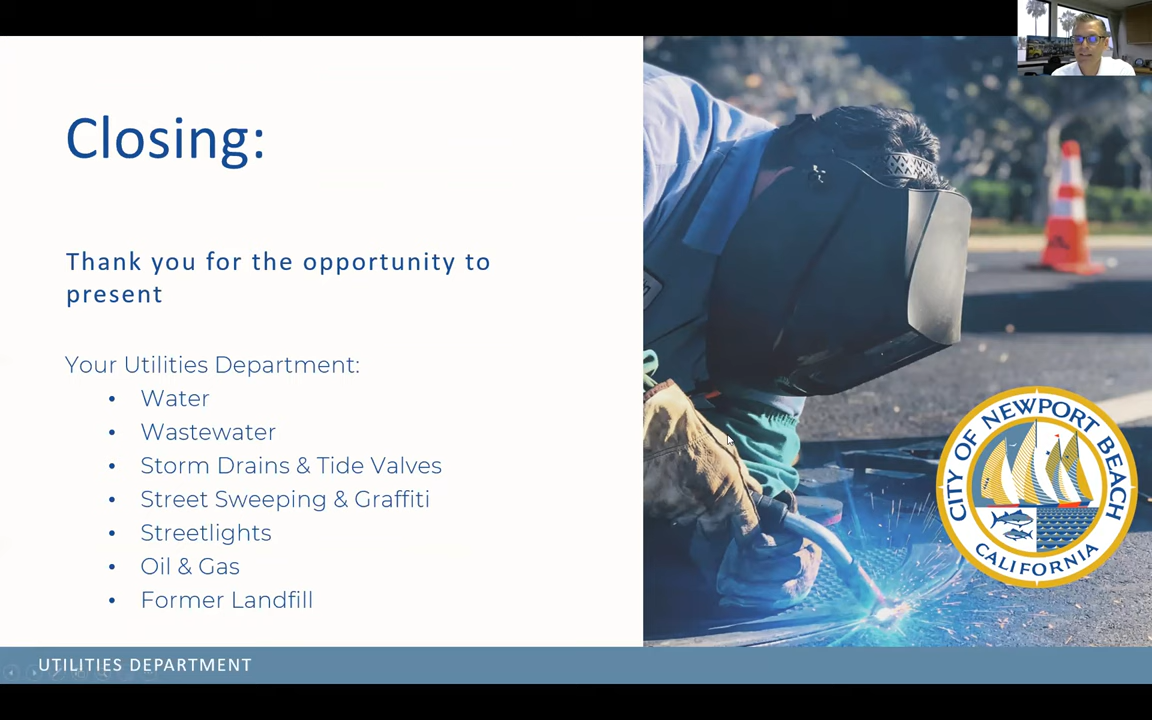 Closing:
Thank you for the opportunity to
present
Your Utilities Department:
• Water
• Wastewater
• Storm Drains & Tide Valves
• Street Sweeping & Graffiti
• Streetlights
• Oil & Gas
• Former Landfill
CITY OF NEWPORT BEACH
CALIFORNIA
UTILITIES DEPARTMENT